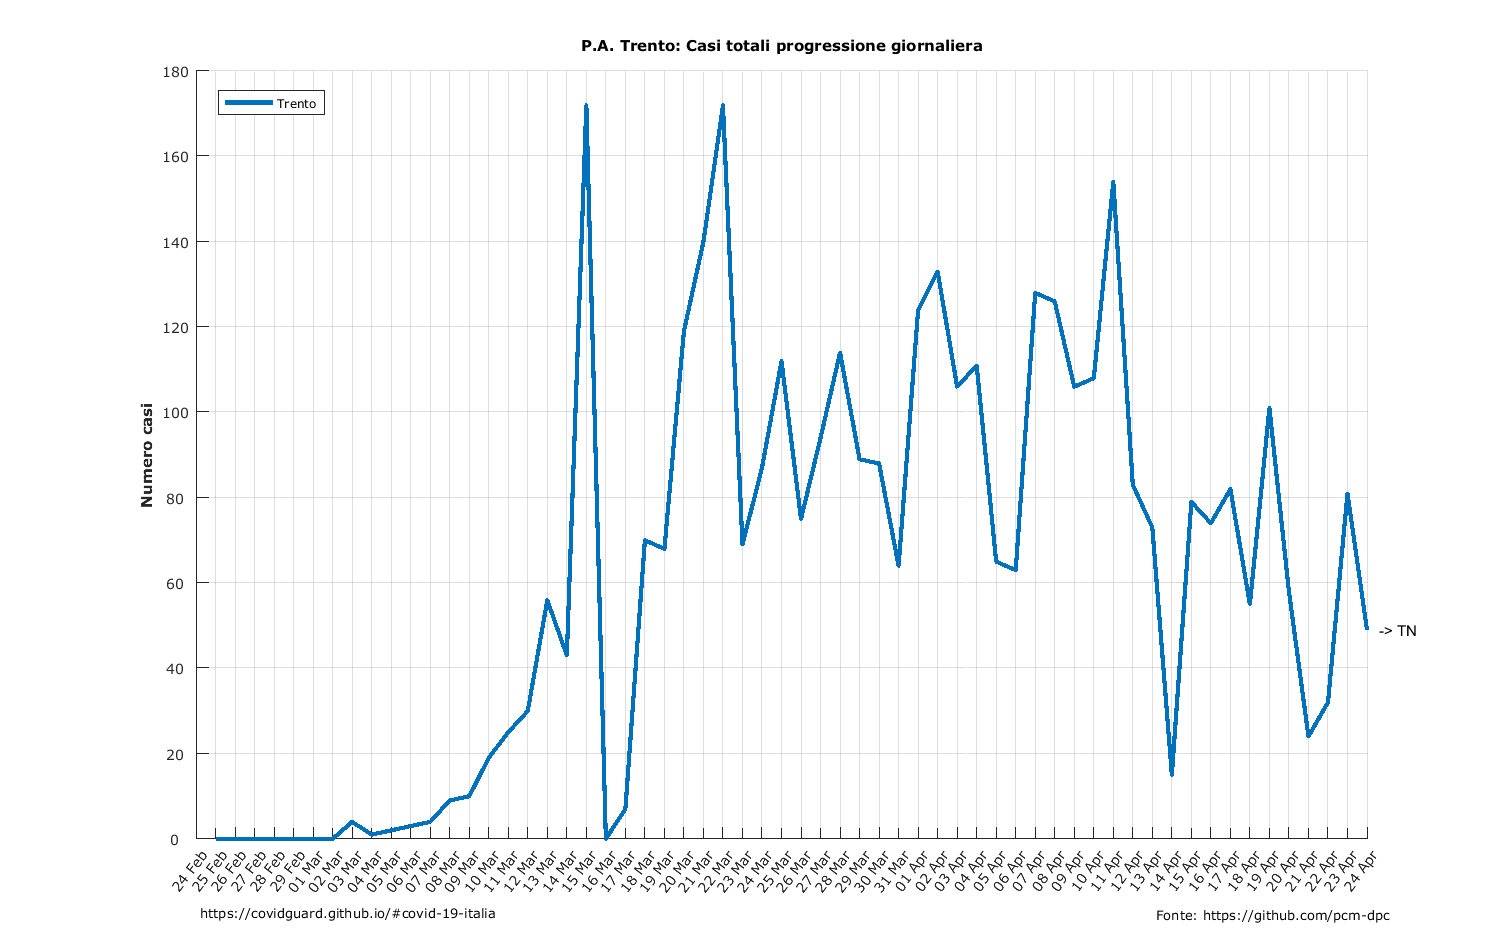 P.A. Trento: Casi totali progressione giornaliera
Trento
Numero casi
180
160
140
120
100
80
60
40
20
0
-> TN
24 Feb
25 Feb
26 Feb
27 Feb
28 Feb
29 Feb
01 Mar
02 Mar
03 Mar
04 Mar
05 Mar
06 Mar
07 Mar
08 Mar
09 Mar
10 Mar
11 Mar
12 Mar
13 Mar
14 Mar
15 Mar
16 Mar
17 Mar
18 Mar
19 Mar
20 Mar
21 Mar
22 Mar
23 Mar
24 Mar
25 Mar
26 Mar
27 Mar
28 Mar
29 Mar
30 Mar
31 Mar
01 Apr
02 Apr
03 Apr
04 Apr
05 Apr
06 Apr
07 Apr
08 Apr
09 Apr
10 Apr
11 Apr
12 Apr
13 Apr
14 Apr
15 Apr
16 Apr
17 Apr
18 Apr
19 Apr
20 Apr
21 Apr
22 Apr
23 Apr
24 Apr
https://covidguard.github.io/#covid-19-italia
Fonte: https://github.com/pcm-dpc